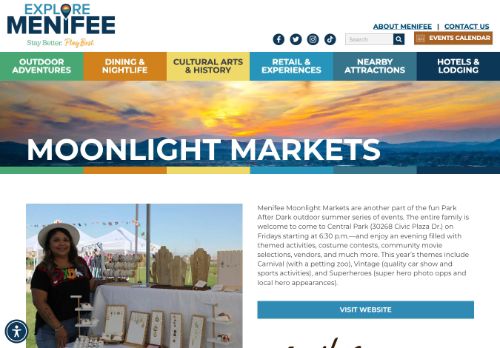 EXPLORE
MENIFEE
Stay Better. Play Best.
ABOUT MENIFEE | CONTACT US
Search
EVENTS CALENDAR
OUTDOOR ADVENTURES
DINING & NIGHTLIFE
CULTURAL ARTS & HISTORY
RETAIL & EXPERIENCES
NEARBY ATTRACTIONS
HOTELS & LODGING
MOONLIGHT MARKETS
Menifee Moonlight Markets are another part of the fun Park
After Dark outdoor summer series of events. The entire family is
welcome to come to Central Park (30268 Civic Plaza Dr.) on
Fridays starting at 6:30 p.m.—and enjoy an evening filled with
themed activities, costume contests, community movie
selections, vendors, and much more. This year's themes include
Carnival (with a petting zoo), Vintage (quality car show and
sports activities), and Superheroes (super hero photo opps and
local hero appearances).
VISIT WEBSITE